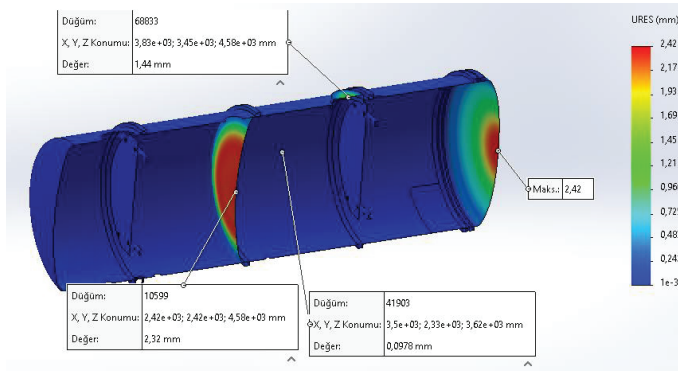 Düğüm: 68833
X, Y, Z Konumu: 3,83e+03; 3,45e+03; 4,58e+03 mm
Değer: 1,44 mm
URES (mm)
2,42
2,17
1,93
1,69
1,45
1,21
0,966
0,725
0,483
0,242
1e-3
Maks.: 2,42
Düğüm: 10599
X, Y, Z Konumu: 2,42e+03; 2,42e+03; 4,58e+03 mm
Değer: 2,32 mm
Düğüm: 41903
X, Y, Z Konumu: 3,5e+03; 2,33e+03; 3,62e+03 mm
Değer: 0,0978 mm